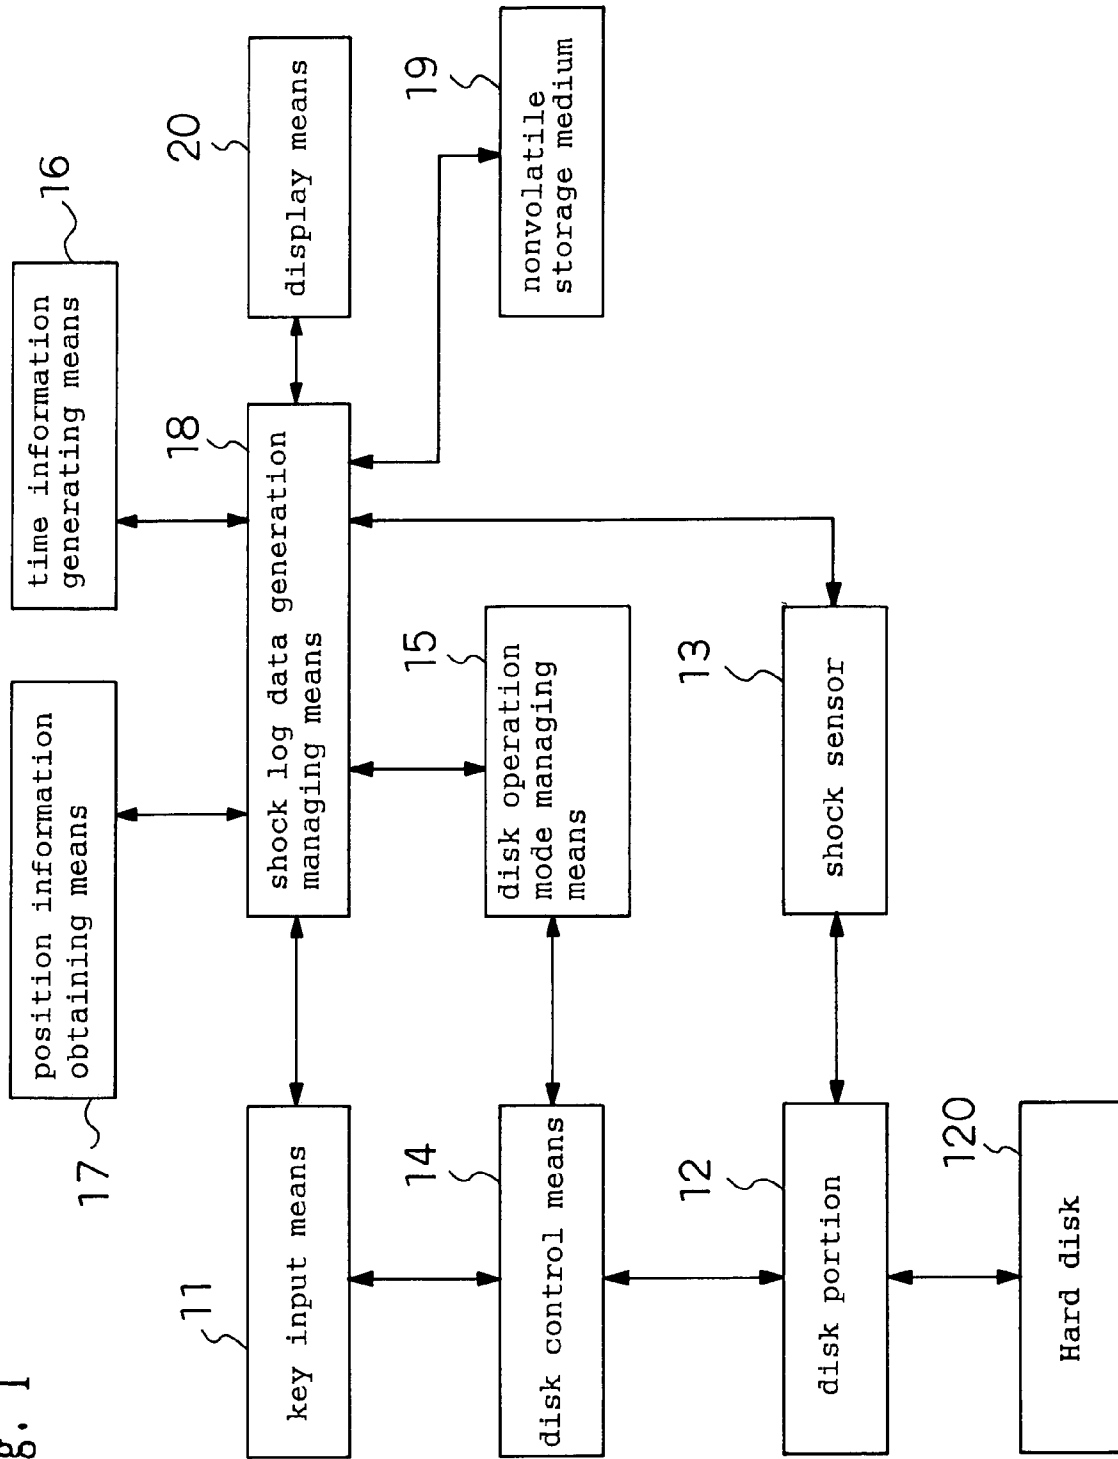 g. 1
17
position information
obtaining means
16
time information
generating means
11
key input means
18
shock log data generation
managing means
20
display means
14
disk control means
15
disk operation
mode managing
means
19
nonvolatile
storage medium
12
disk portion
13
shock sensor
120
Hard disk